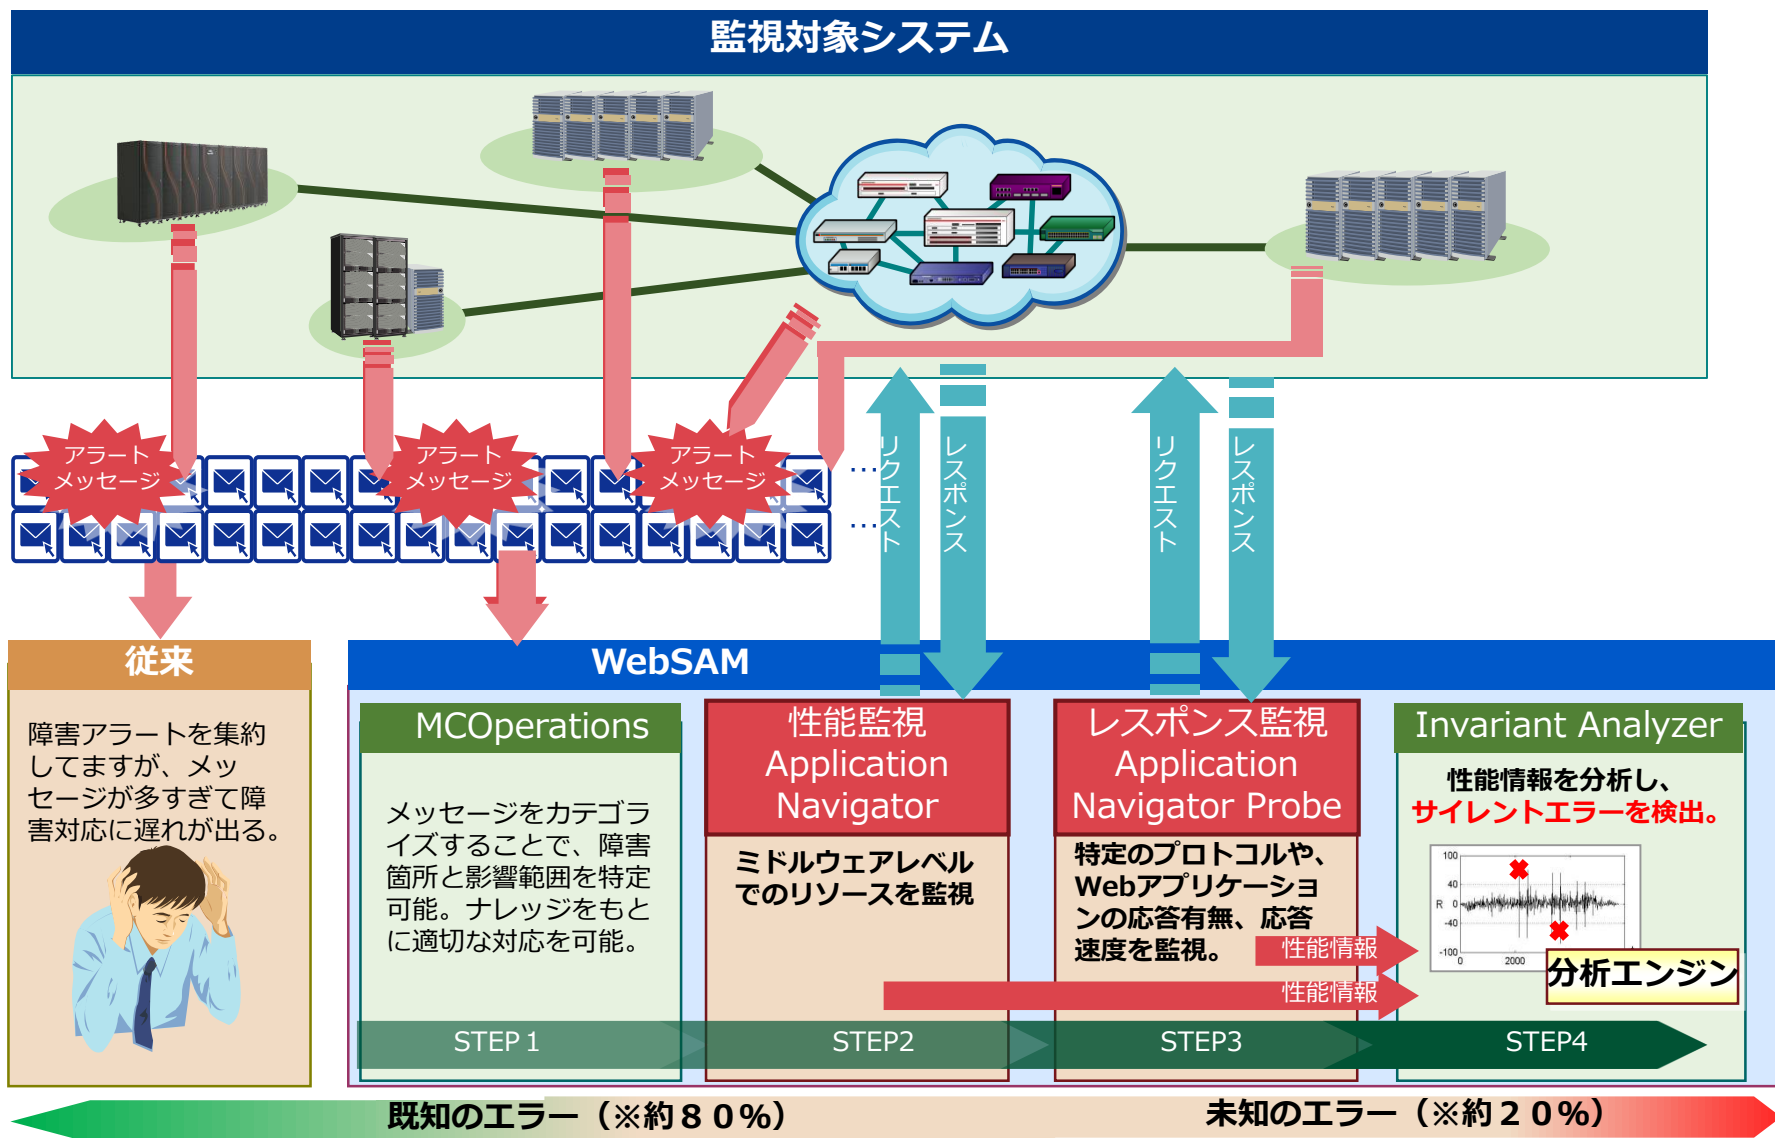 監視対象システム
アラート
メッセージ
アラート
メッセージ
アラート
メッセージ
…
…
リクエスト
レスポンス
リクエスト
レスポンス
従来
障害アラートを集約
してますが、メッ
セージが多すぎて障
害対応に遅れが出る。
WebSAM
MCOperations
メッセージをカテゴラ
イズすることで、障害
箇所と影響範囲を特定
可能。ナレッジをもと
に適切な対応を可能。
性能監視
Application
Navigator
ミドルウェアレベル
でのリソースを監視
レスポンス監視
Application
Navigator Probe
特定のプロトコルや、
Webアプリケーショ
ンの応答有無、応答
速度を監視。
性能情報
性能情報
Invariant Analyzer
性能情報を分析し、
サイレントエラーを検出。
100
40
R 0
-40
-100
0 2000
分析エンジン
STEP１
STEP2
STEP3
STEP4
既知のエラー（※約８０%）
未知のエラー（※約２０%）